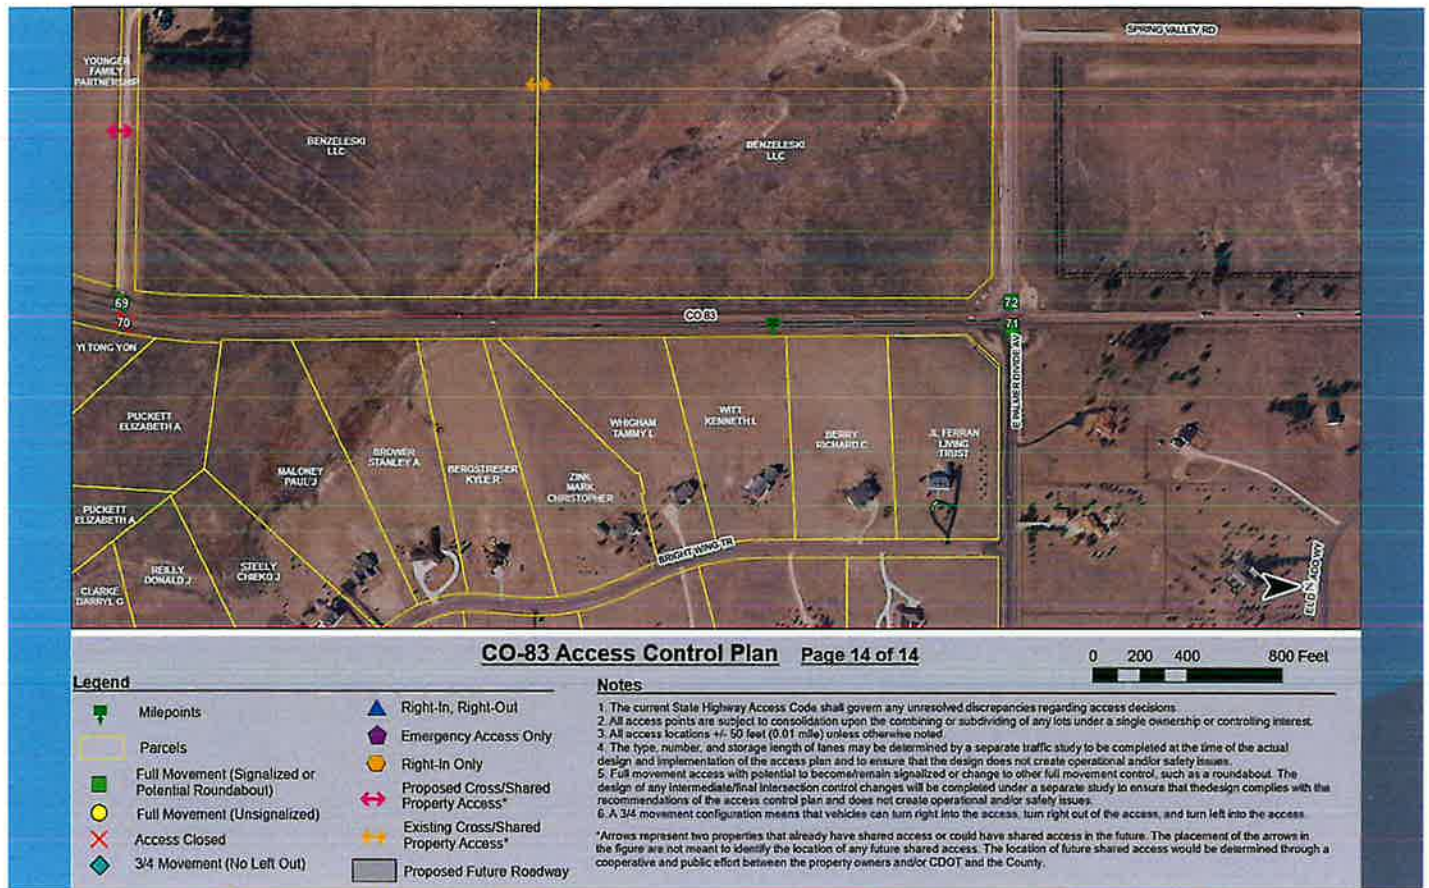 SPRING VALLEY RD
YOUNGER
FAMILY
PARTNERSHIP
BENZELESKI
LLC
BENZELESKI
LLC
69
70
CO 83
72
71
E PALMER DIVIDE AV
YI TONG YON
PUCKETT
ELIZABETH A
MALONEY
PAUL J
BROWER
STANLEY A
BERGSTRESER
KYLE R
ZINK
MARK
CHRISTOPHER
WHIGHAM
TAMMY L
WITT
KENNETH L
BERRY
RICHARD C
JL FERRAN
LIVING
TRUST
PUCKETT
ELIZABETH A
CLARKE
DARRYL G
REILLY
DONALD J
STEELY
CHIEKO J
BRIGHT WING TR
N
CO-83 Access Control Plan Page 14 of 14
0 200 400 800 Feet
Legend
Milepoints
Parcels
Full Movement (Signalized or
Potential Roundabout)
Full Movement (Unsignalized)
Access Closed
3/4 Movement (No Left Out)
Right-In, Right-Out
Emergency Access Only
Right-In Only
Proposed Cross/Shared
Property Access*
Existing Cross/Shared
Property Access*
Proposed Future Roadway
Notes
1. The current State Highway Access Code shall govern any unresolved discrepancies regarding access decisions.
2. All access points are subject to consolidation upon the combining or subdividing of any lots under a single ownership or controlling interest.
3. All access locations +/- 50 feet (0.01 mile) unless otherwise noted.
4. The type, number, and storage length of lanes may be determined by a separate traffic study to be completed at the time of the actual
design and implementation of the access plan and to ensure that the design does not create operational and/or safety issues.
5. Full movement access with potential to become/remain signalized or change to other full movement control, such as a roundabout. The
design of any intermediate/final intersection control changes will be completed under a separate study to ensure that thedesign complies with the
recommendations of the access control plan and does not create operational and/or safety issues.
6. A 3/4 movement configuration means that vehicles can turn right into the access, turn right out of the access, and turn left into the access.
*Arrows represent two properties that already have shared access or could have shared access in the future. The placement of the arrows in
the figure are not meant to identify the location of any future shared access. The location of future shared access would be determined through a
cooperative and public effort between the property owners and/or CDOT and the County.